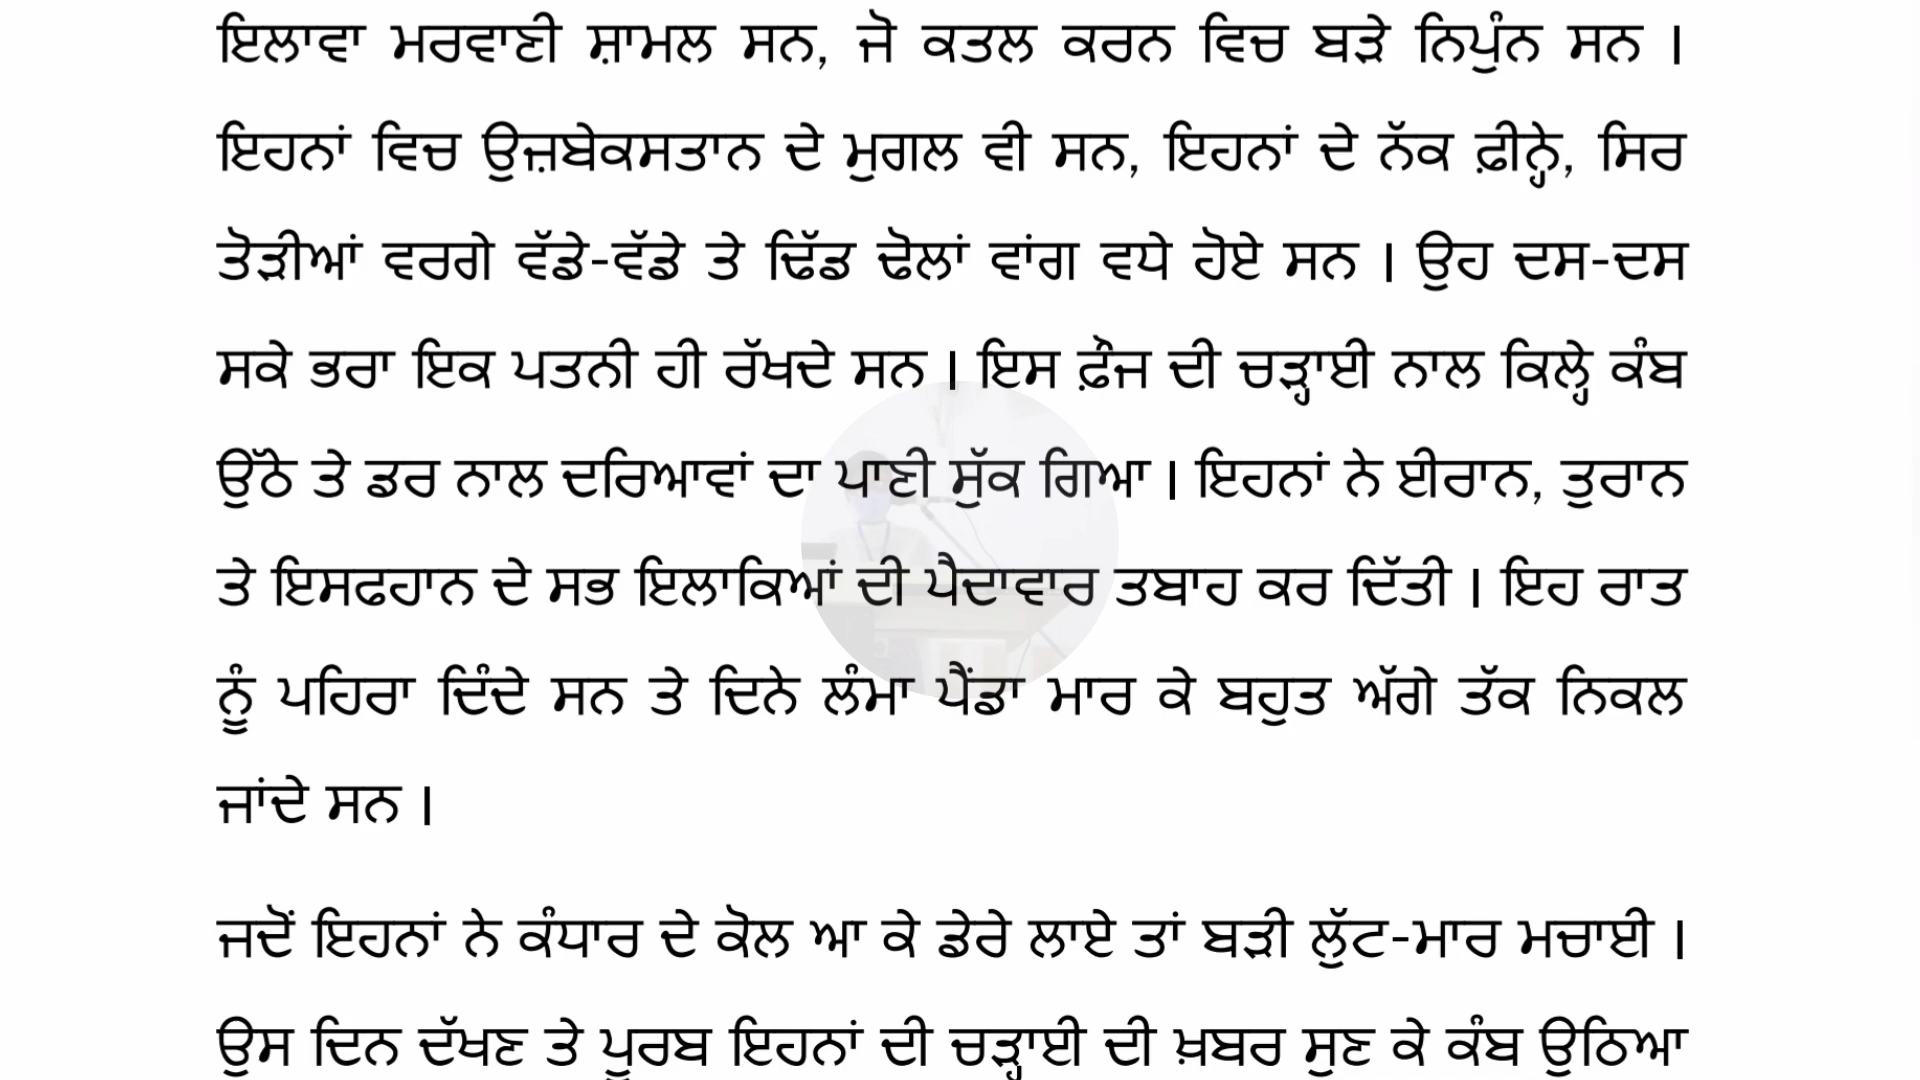 ਇਲਾਵਾ ਮਰਵਾਣੀ ਸ਼ਾਮਲ ਸਨ, ਜੋ ਕਤਲ ਕਰਨ ਵਿਚ ਬੜੇ ਨਿਪੁੰਨ ਸਨ ।
ਇਹਨਾਂ ਵਿਚ ਉਜ਼ਬੇਕਸਤਾਨ ਦੇ ਮੁਗਲ ਵੀ ਸਨ, ਇਹਨਾਂ ਦੇ ਨੱਕ ਫ਼ੀਨ੍ਹੇ, ਸਿਰ
ਤੋੜੀਆਂ ਵਰਗੇ ਵੱਡੇ-ਵੱਡੇ ਤੇ ਢਿੱਡ ਢੋਲਾਂ ਵਾਂਗ ਵਧੇ ਹੋਏ ਸਨ । ਉਹ ਦਸ-ਦਸ
ਸਕੇ ਭਰਾ ਇਕ ਪਤਨੀ ਹੀ ਰੱਖਦੇ ਸਨ । ਇਸ ਫ਼ੌਜ ਦੀ ਚੜ੍ਹਾਈ ਨਾਲ ਕਿਲ੍ਹੇ ਕੰਬ
ਉੱਠੇ ਤੇ ਡਰ ਨਾਲ ਦਰਿਆਵਾਂ ਦਾ ਪਾਣੀ ਸੁੱਕ ਗਿਆ । ਇਹਨਾਂ ਨੇ ਈਰਾਨ, ਤੁਰਾਨ
ਤੇ ਇਸਫਹਾਨ ਦੇ ਸਭ ਇਲਾਕਿਆਂ ਦੀ ਪੈਦਾਵਾਰ ਤਬਾਹ ਕਰ ਦਿੱਤੀ । ਇਹ ਰਾਤ
ਨੂੰ ਪਹਿਰਾ ਦਿੰਦੇ ਸਨ ਤੇ ਦਿਨੇ ਲੰਮਾ ਪੈਂਡਾ ਮਾਰ ਕੇ ਬਹੁਤ ਅੱਗੇ ਤੱਕ ਨਿਕਲ
ਜਾਂਦੇ ਸਨ ।
ਜਦੋਂ ਇਹਨਾਂ ਨੇ ਕੰਧਾਰ ਦੇ ਕੋਲ ਆ ਕੇ ਡੇਰੇ ਲਾਏ ਤਾਂ ਬੜੀ ਲੁੱਟ-ਮਾਰ ਮਚਾਈ ।
ਉਸ ਦਿਨ ਦੱਖਣ ਤੇ ਪੂਰਬ ਇਹਨਾਂ ਦੀ ਚੜ੍ਹਾਈ ਦੀ ਖ਼ਬਰ ਸੁਣ ਕੇ ਕੰਬ ਉਠਿਆ